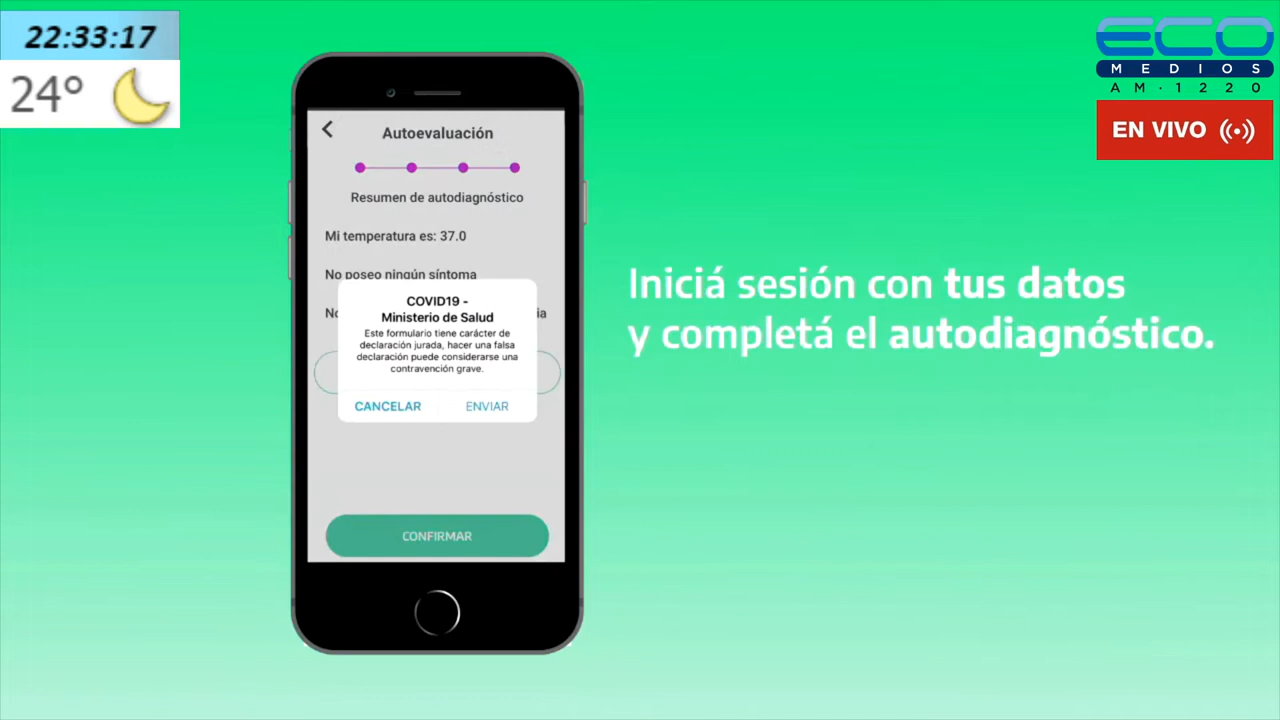 22:33:17
24°
ECO
MEDIOS
AM·1220
EN VIVO
Autoevaluación
Resumen de autodiagnóstico
Mi temperatura es: 37.0
No poseo ningún síntoma
No
ia
COVID19 -
Ministerio de Salud
Este formulario tiene carácter de
declaración jurada, hacer una falsa
declaración puede considerarse una
contravención grave.
CANCELAR ENVIAR
CONFIRMAR
Iniciá sesión con tus datos
y completá el autodiagnóstico.